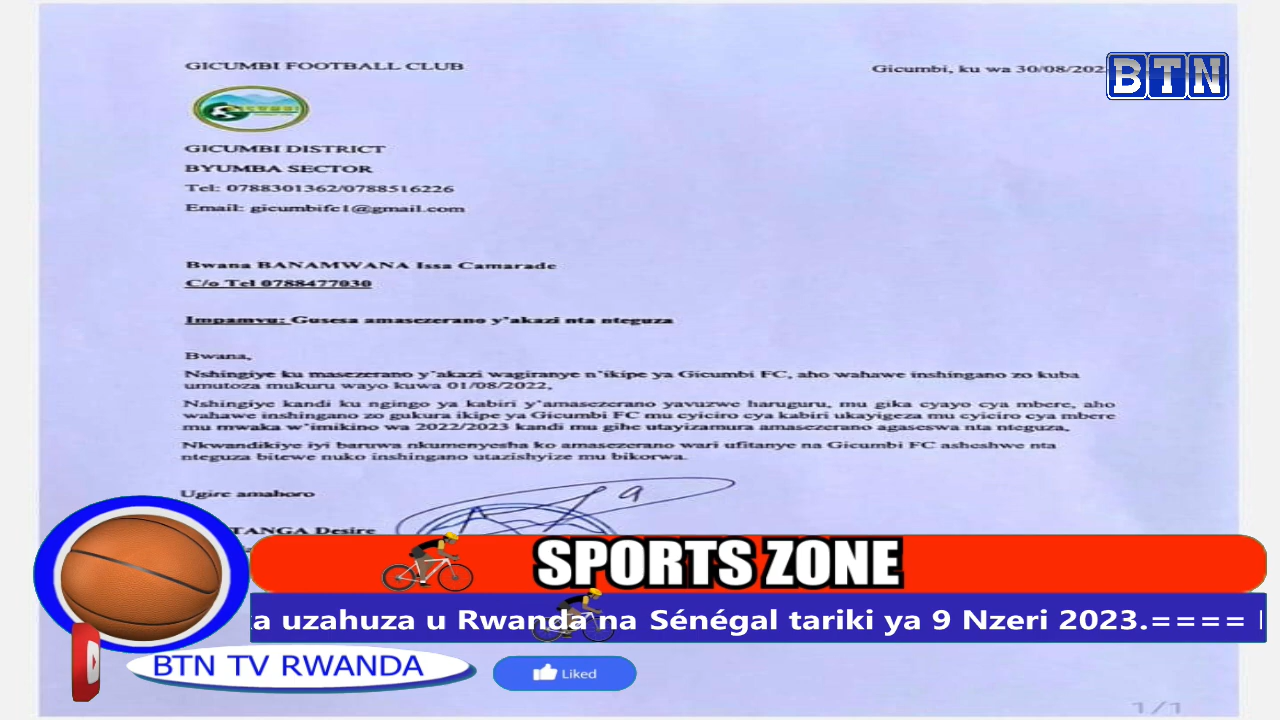 GICUMBI FOOTBALL CLUB
Gicumbi, ku wa 30/08/202
BTN
GICUMBI DISTRICT
BYUMBA SECTOR
Tel: 0788301362/0788516226
Email: gicumbifc1@gmail.com
Bwana BANAMWANA Issa Camarade
C/o Tel 0788477030
Impamvu: Gusesa amasezerano y'akazi nta nteguza
Bwana,
Nshingiye ku masezerano y'akazi wagiranye n'ikipe ya Gicumbi FC, aho wahawe inshingano zo kuba
umutoza mukuru wayo kuwa 01/08/2022,
Nshingiye kandi ku ngingo ya kabiri y'amasezerano yavuzwe haruguru, mu gika cyayo cya mbere, aho
wahawe inshingano zo gukura ikipe ya Gicumbi FC mu cyiciro cya kabiri ukayigeza mu cyiciro cya mbere
mu mwaka w'imikino wa 2022/2023 kandi mu gihe utayizamura amasezerano agaseswa nta nteguza,
Nkwandikiye iyi baruwa nkumenyesha ko amasezerano wari ufitanye na Gicumbi FC asheshwe nta
nteguza bitewe nuko inshingano utazishyize mu bikorwa.
Ugire amahoro
TANGA Desire
SPORTS ZONE
a uzahuza u Rwanda na Sénégal tariki ya 9 Nzeri 2023.====
BTN TV RWANDA
Liked
1/1